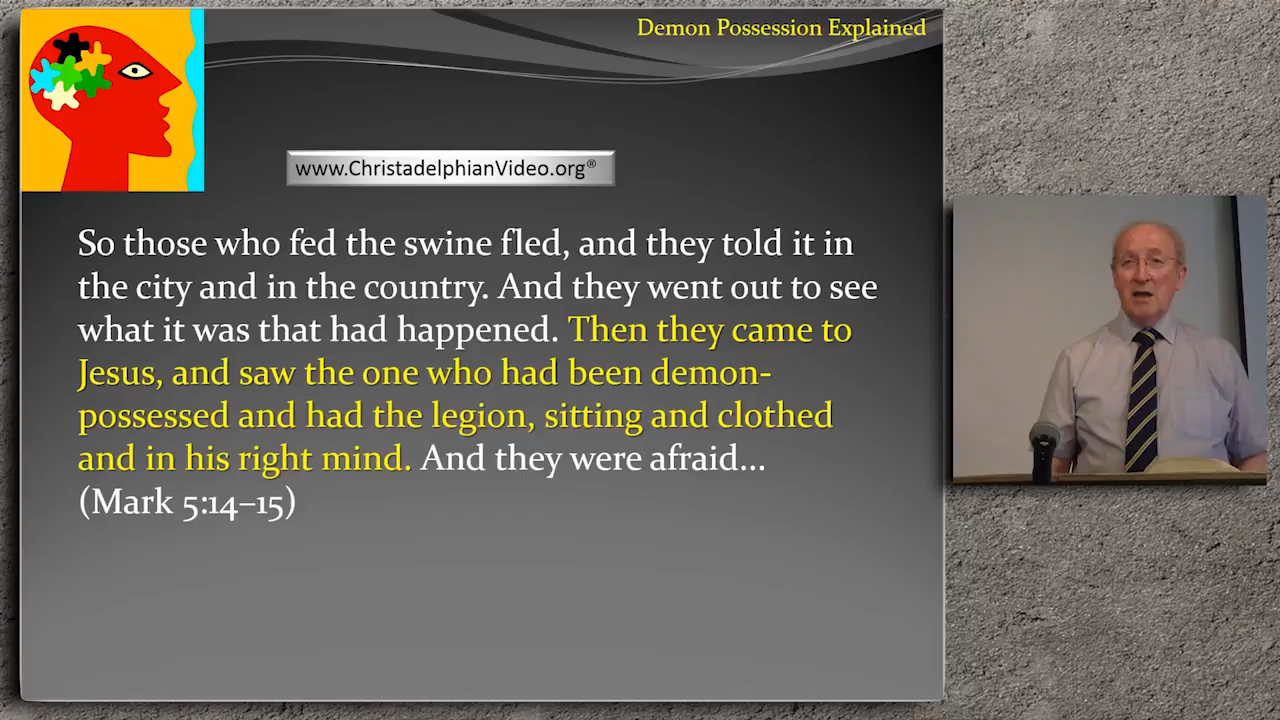 Demon Possession Explained
www.ChristadelphianVideo.org®
So those who fed the swine fled, and they told it in
the city and in the country. And they went out to see
what it was that had happened. Then they came to
Jesus, and saw the one who had been demon-
possessed and had the legion, sitting and clothed
and in his right mind. And they were afraid...
(Mark 5:14–15)